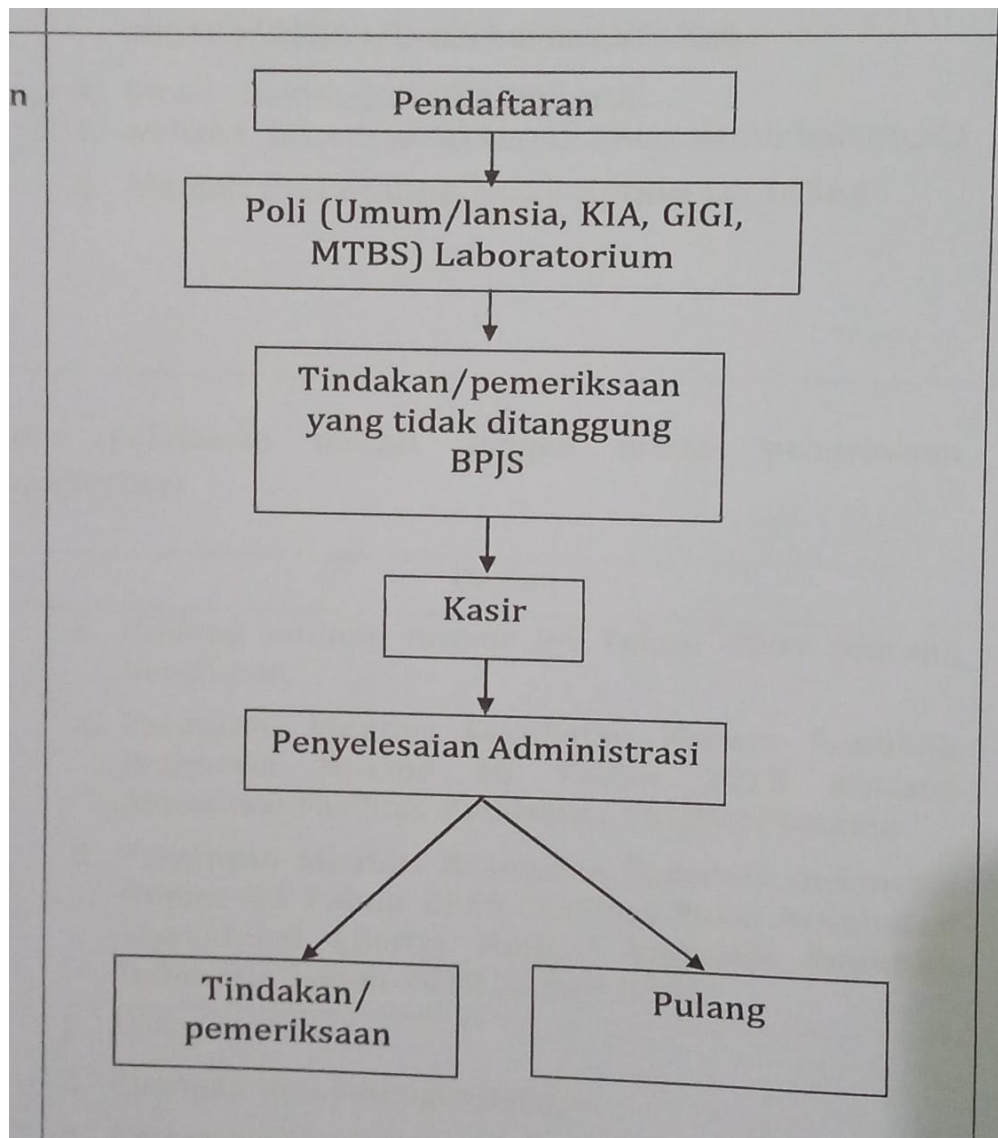 n
Pendaftaran
Poli (Umum/lansia, KIA, GIGI,
MTBS) Laboratorium
Tindakan/pemeriksaan
yang tidak ditanggung
BPJS
Kasir
Penyelesaian Administrasi
Tindakan/
pemeriksaan
Pulang